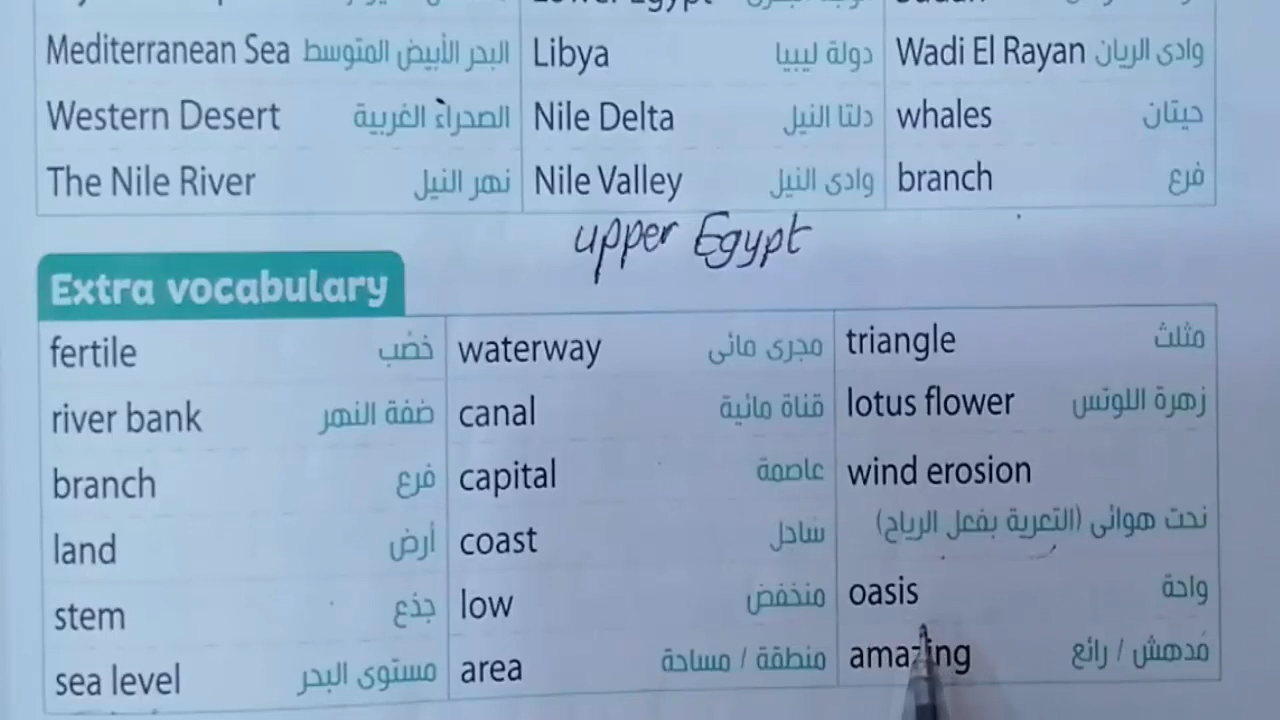 Lower Egypt
Mediterranean Sea البحر الأبيض المتوسط Libya دولة ليبيا Wadi El Rayan وادى الريان
Western Desert الصحراء الغربية Nile Delta دلتا النيل whales حيتان
The Nile River نهر النيل Nile Valley وادى النيل branch فرع
upper Egypt
Extra vocabulary
fertile خصْب waterway مجرى مائى triangle مثلث
river bank ضفة النهر canal قناة مائية lotus flower زهرة اللوتس
branch فرع capital عاصمة wind erosion
نحت هوائى (التعرية بفعل الرياح)
land أرض coast ساحل
stem جذع low منخفض oasis واحة
sea level مستوى البحر area منطقة / مساحة amazing مُدهش / رائع